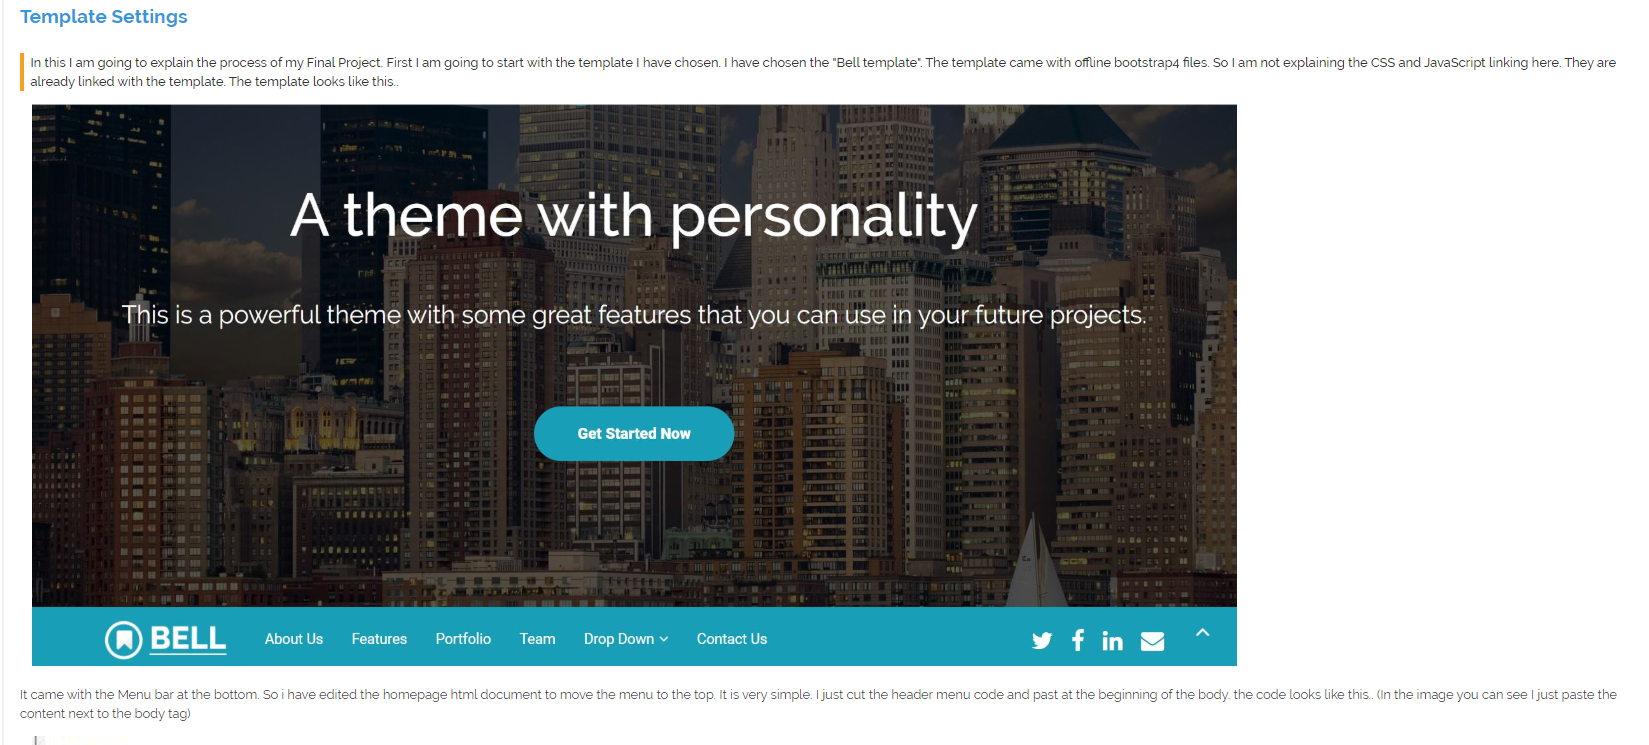 Template Settings
In this I am going to explain the process of my Final Project. First I am going to start with the template I have chosen. I have chosen the "Bell template". The template came with offline bootstrap4 files. So I am not explaining the CSS and JavaScript linking here. They are
already linked with the template. The template looks like this..
A theme with personality
This is a powerful theme with some great features that you can use in your future projects.
Get Started Now
BELL About Us Features Portfolio Team Drop Down Contact Us
It came with the Menu bar at the bottom. So i have edited the homepage html document to move the menu to the top. It is very simple. I just cut the header menu code and past at the beginning of the body. the code looks like this.. (In the image you can see I just paste the
content next to the body tag)